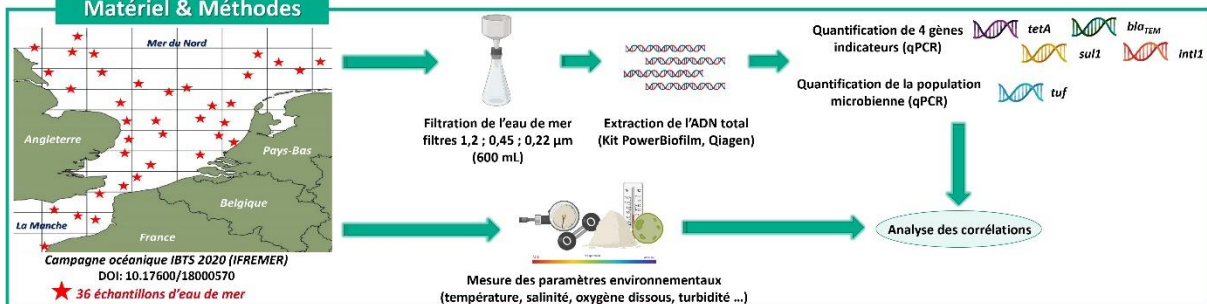 Matériel & Méthodes
Mer du Nord
Angleterre
Pays-Bas
Belgique
La Manche
France
Campagne océanique IBTS 2020 (IFREMER)
DOI: 10.17600/18000570
36 échantillons d'eau de mer
Filtration de l'eau de mer
filtres 1,2 ; 0,45 ; 0,22 µm
(600 mL)
Extraction de l'ADN total
(Kit PowerBiofilm, Qiagen)
Quantification de 4 gènes
indicateurs (qPCR)
tetA
blaTEM
sul1
intI1
Quantification de la population
microbienne (qPCR)
tuf
Mesure des paramètres environnementaux
(température, salinité, oxygène dissous, turbidité ...)
Analyse des corrélations